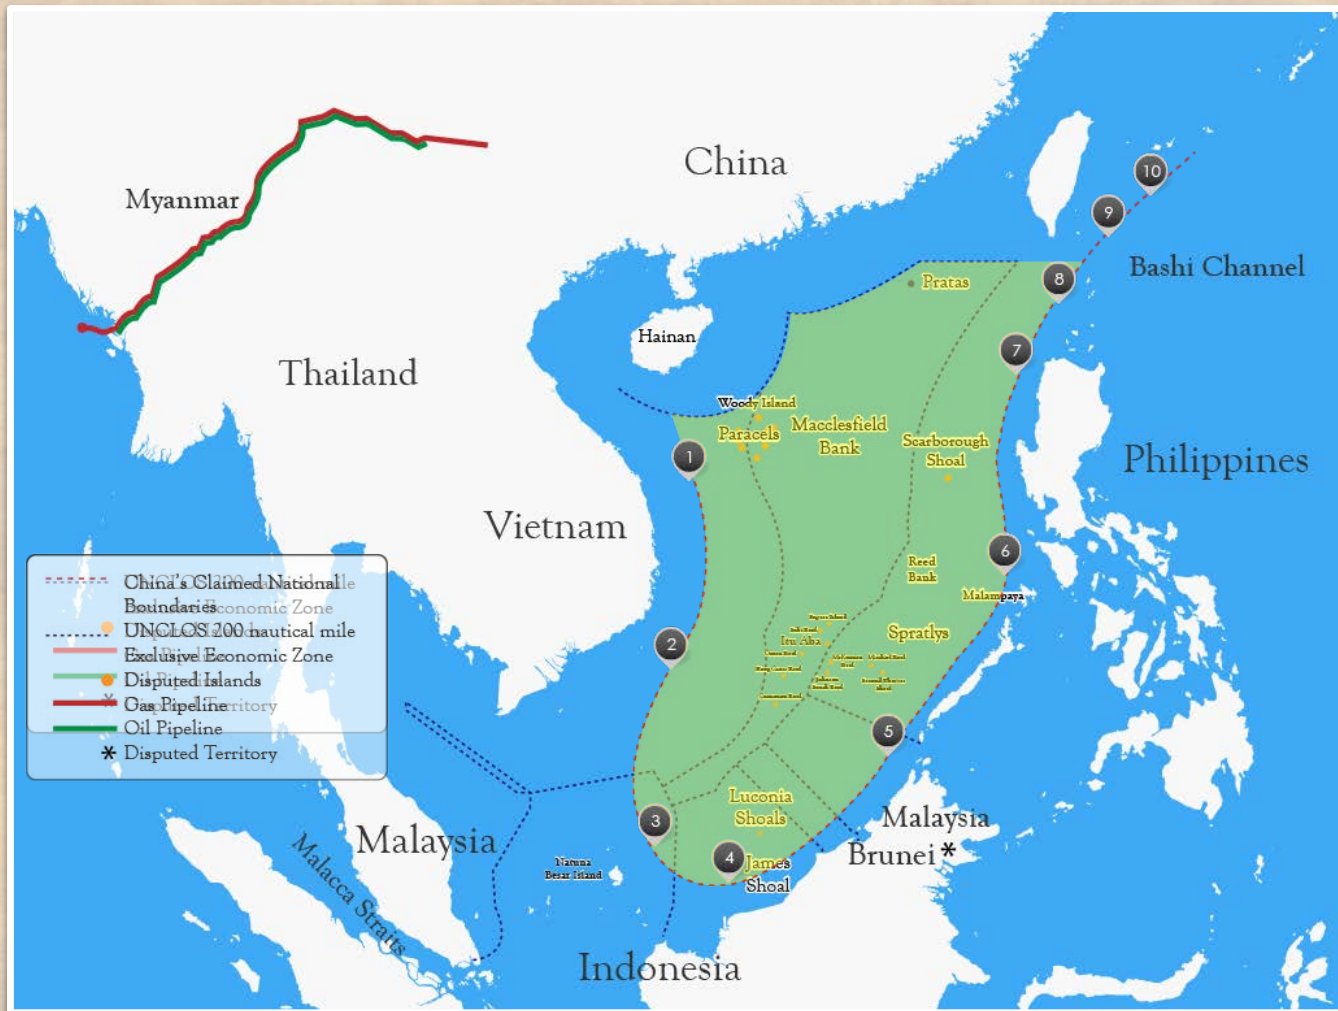 China
Myanmar
10
9
Bashi Channel
8
Pratas
Hainan
7
Thailand
Woody Island
Paracels
Macclesfield
Bank
Scarborough
Shoal
1
Philippines
Vietnam
6
Reed
Bank
Malampaya
China's Claimed National
Boundaries
UNCLOS 200 nautical mile
Exclusive Economic Zone
Disputed Islands
Gas Pipeline
Oil Pipeline
Disputed Territory
Itu Aba
Spratlys
2
5
Luconia
Shoals
3
Malaysia
Malaysia
Brunei
4
James
Shoal
Natuna
Besar Island
Malacca Straits
Indonesia